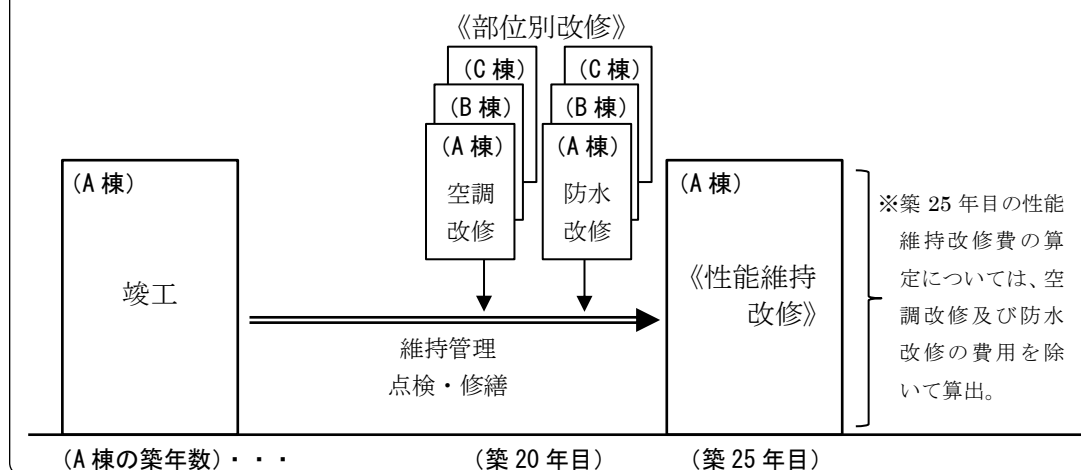 《部位別改修》
(C 棟)
(B 棟)
(A 棟)
空調
改修
(C 棟)
(B 棟)
(A 棟)
防水
改修
(A 棟)
竣工
維持管理
点検・修繕
(A 棟)
《性能維持
改修》
※築 25 年目の性能
維持改修費の算
定については、空
調改修及び防水
改修の費用を除
いて算出。
(A 棟の築年数)・・・
(築 20 年目)
(築 25 年目)